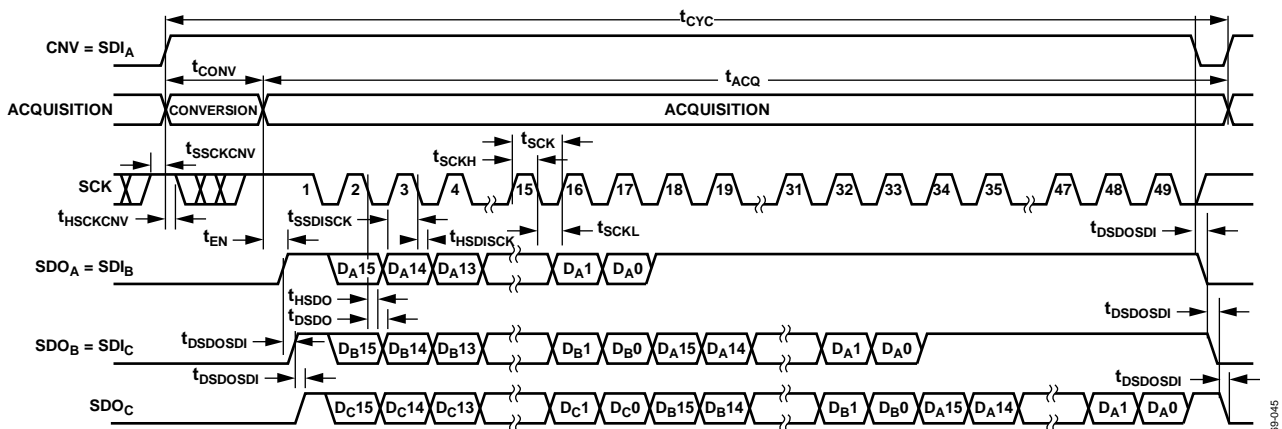 tCYC
CNV = SDIA
tCONV
tACQ
ACQUISITION
CONVERSION
ACQUISITION
tSSCKCNV
tSCK
tSCKH
SCK
1 2 3 4 15 16 17 18 19 31 32 33 34 35 47 48 49
tHSCKCNV
tSSDISCK
tHSDISCK
tSCKL
tDSDOSDI
tEN
SDOA = SDIB
DA15 DA14 DA13 DA1 DA0
tHSDO
tDSDO
tDSDOSDI
tDSDOSDI
SDOB = SDIC
DB15 DB14 DB13 DB1 DB0 DA15 DA14 DA1 DA0
tDSDOSDI
tDSDOSDI
SDOC
DC15 DC14 DC13 DC1 DC0 DB15 DB14 DB1 DB0 DA15 DA14 DA1 DA0